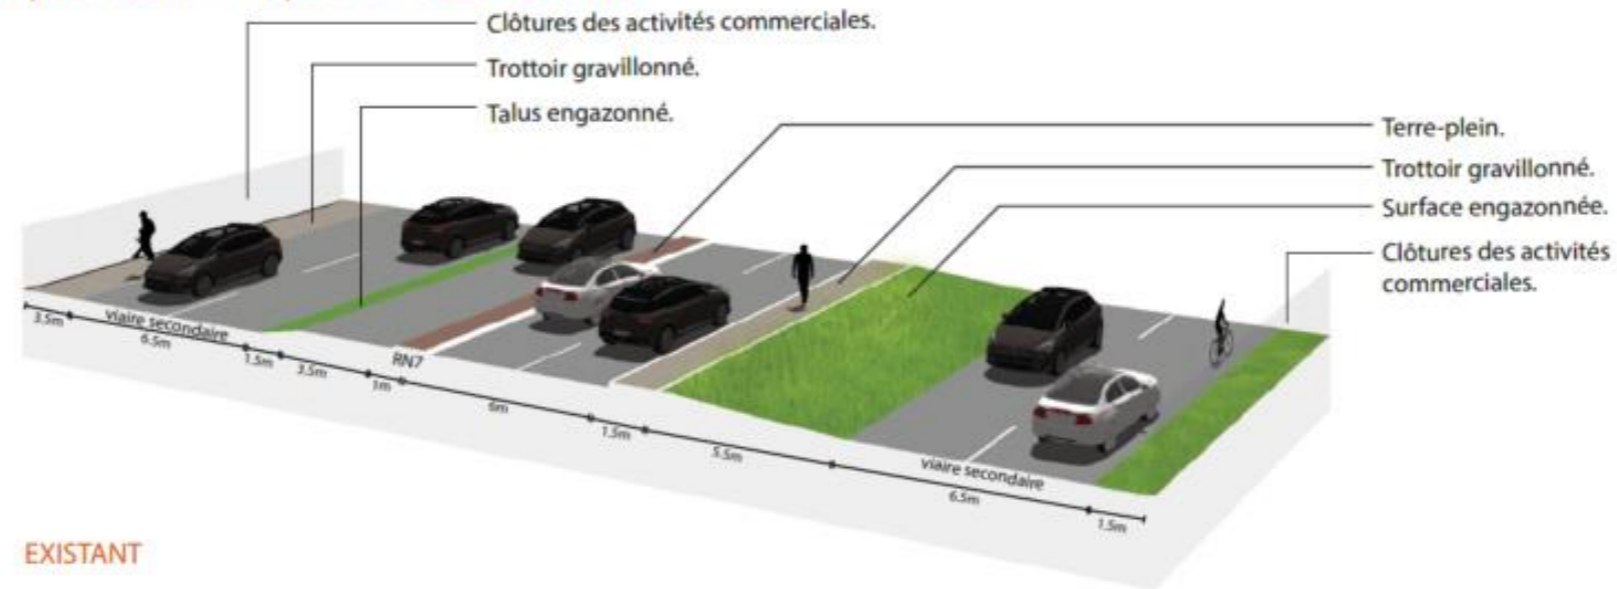 Clôtures des activités commerciales.
Trottoir gravillonné.
Talus engazonné.
Terre-plein.
Trottoir gravillonné.
Surface engazonnée.
Clôtures des activités
commerciales.
viaire secondaire
RN7
viaire secondaire
3.5m
6.5m
1.5m
3.5m
1m
6m
1.5m
5.5m
6.5m
1.5m
EXISTANT